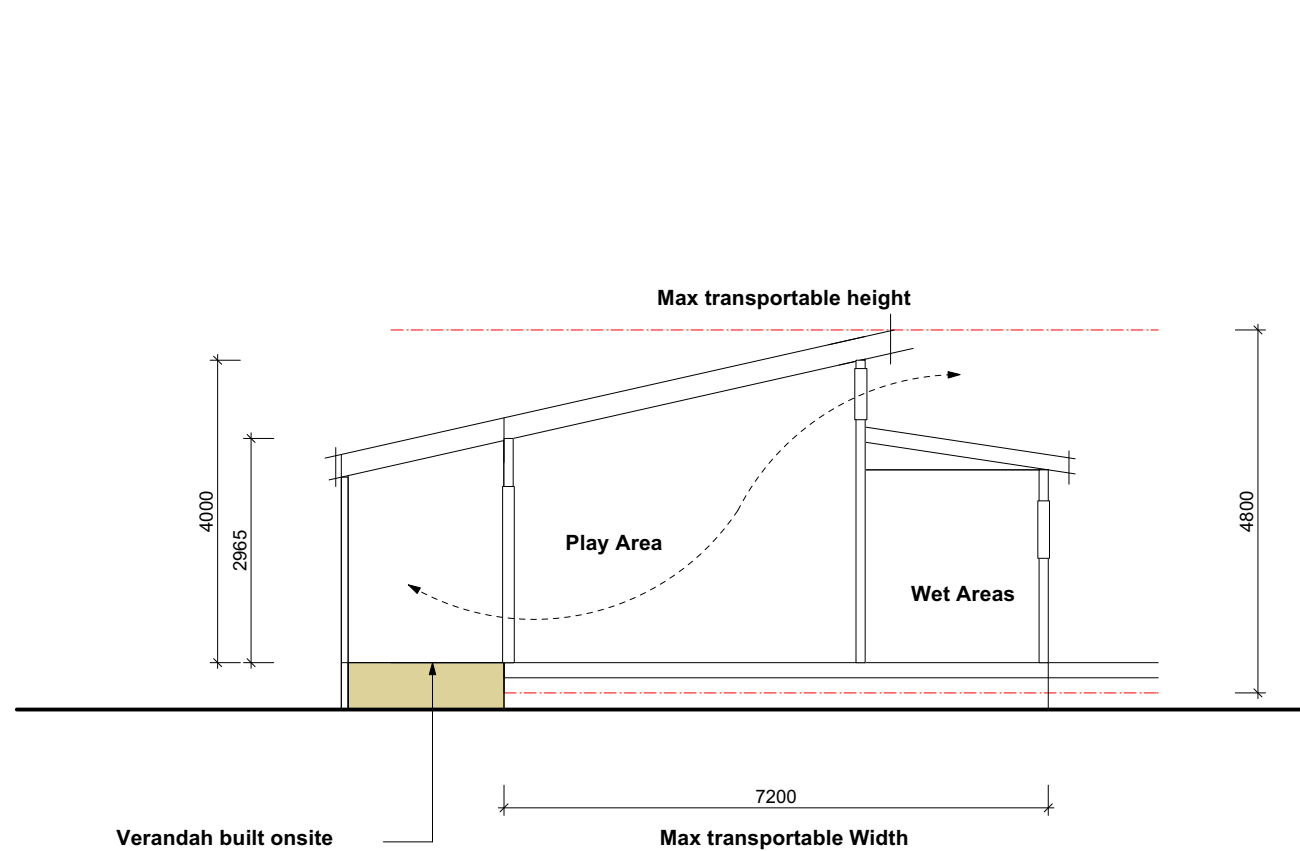 Max transportable height
4000
2965
4800
Play Area
Wet Areas
7200
Verandah built onsite
Max transportable Width